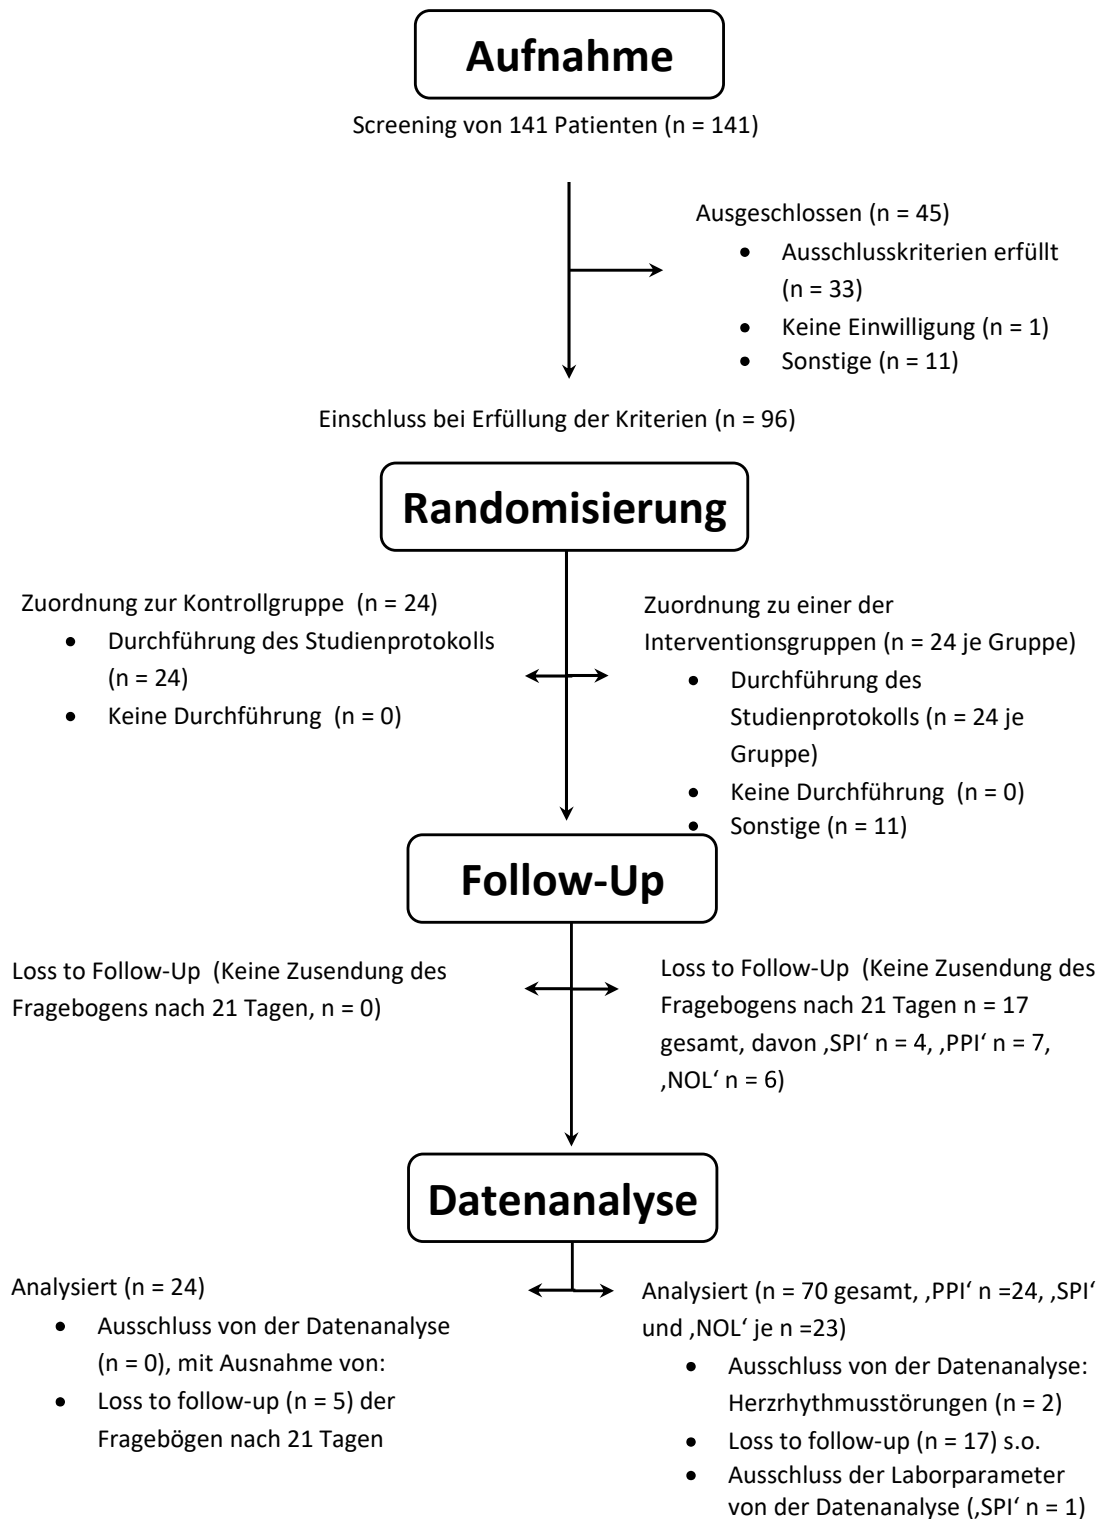 Aufnahme
Screening von 141 Patienten (n = 141)
Ausgeschlossen (n = 45)
• Ausschlusskriterien erfüllt
(n = 33)
• Keine Einwilligung (n = 1)
• Sonstige (n = 11)
Einschluss bei Erfüllung der Kriterien (n = 96)
Randomisierung
Zuordnung zur Kontrollgruppe (n = 24)
• Durchführung des Studienprotokolls
(n = 24)
• Keine Durchführung (n = 0)
Zuordnung zu einer der
Interventionsgruppen (n = 24 je Gruppe)
• Durchführung des
Studienprotokolls (n = 24 je
Gruppe)
• Keine Durchführung (n = 0)
• Sonstige (n = 11)
Follow-Up
Loss to Follow-Up (Keine Zusendung des
Fragebogens nach 21 Tagen, n = 0)
Loss to Follow-Up (Keine Zusendung des
Fragebogens nach 21 Tagen n = 17
gesamt, davon ‚SPI‘ n = 4, ‚PPI‘ n = 7,
‚NOL‘ n = 6)
Datenanalyse
Analysiert (n = 24)
• Ausschluss von der Datenanalyse
(n = 0), mit Ausnahme von:
• Loss to follow-up (n = 5) der
Fragebögen nach 21 Tagen
Analysiert (n = 70 gesamt, ‚PPI‘ n =24, ‚SPI‘
und ‚NOL‘ je n =23)
• Ausschluss von der Datenanalyse:
Herzrhythmusstörungen (n = 2)
• Loss to follow-up (n = 17) s.o.
• Ausschluss der Laborparameter
von der Datenanalyse (‚SPI‘ n = 1)